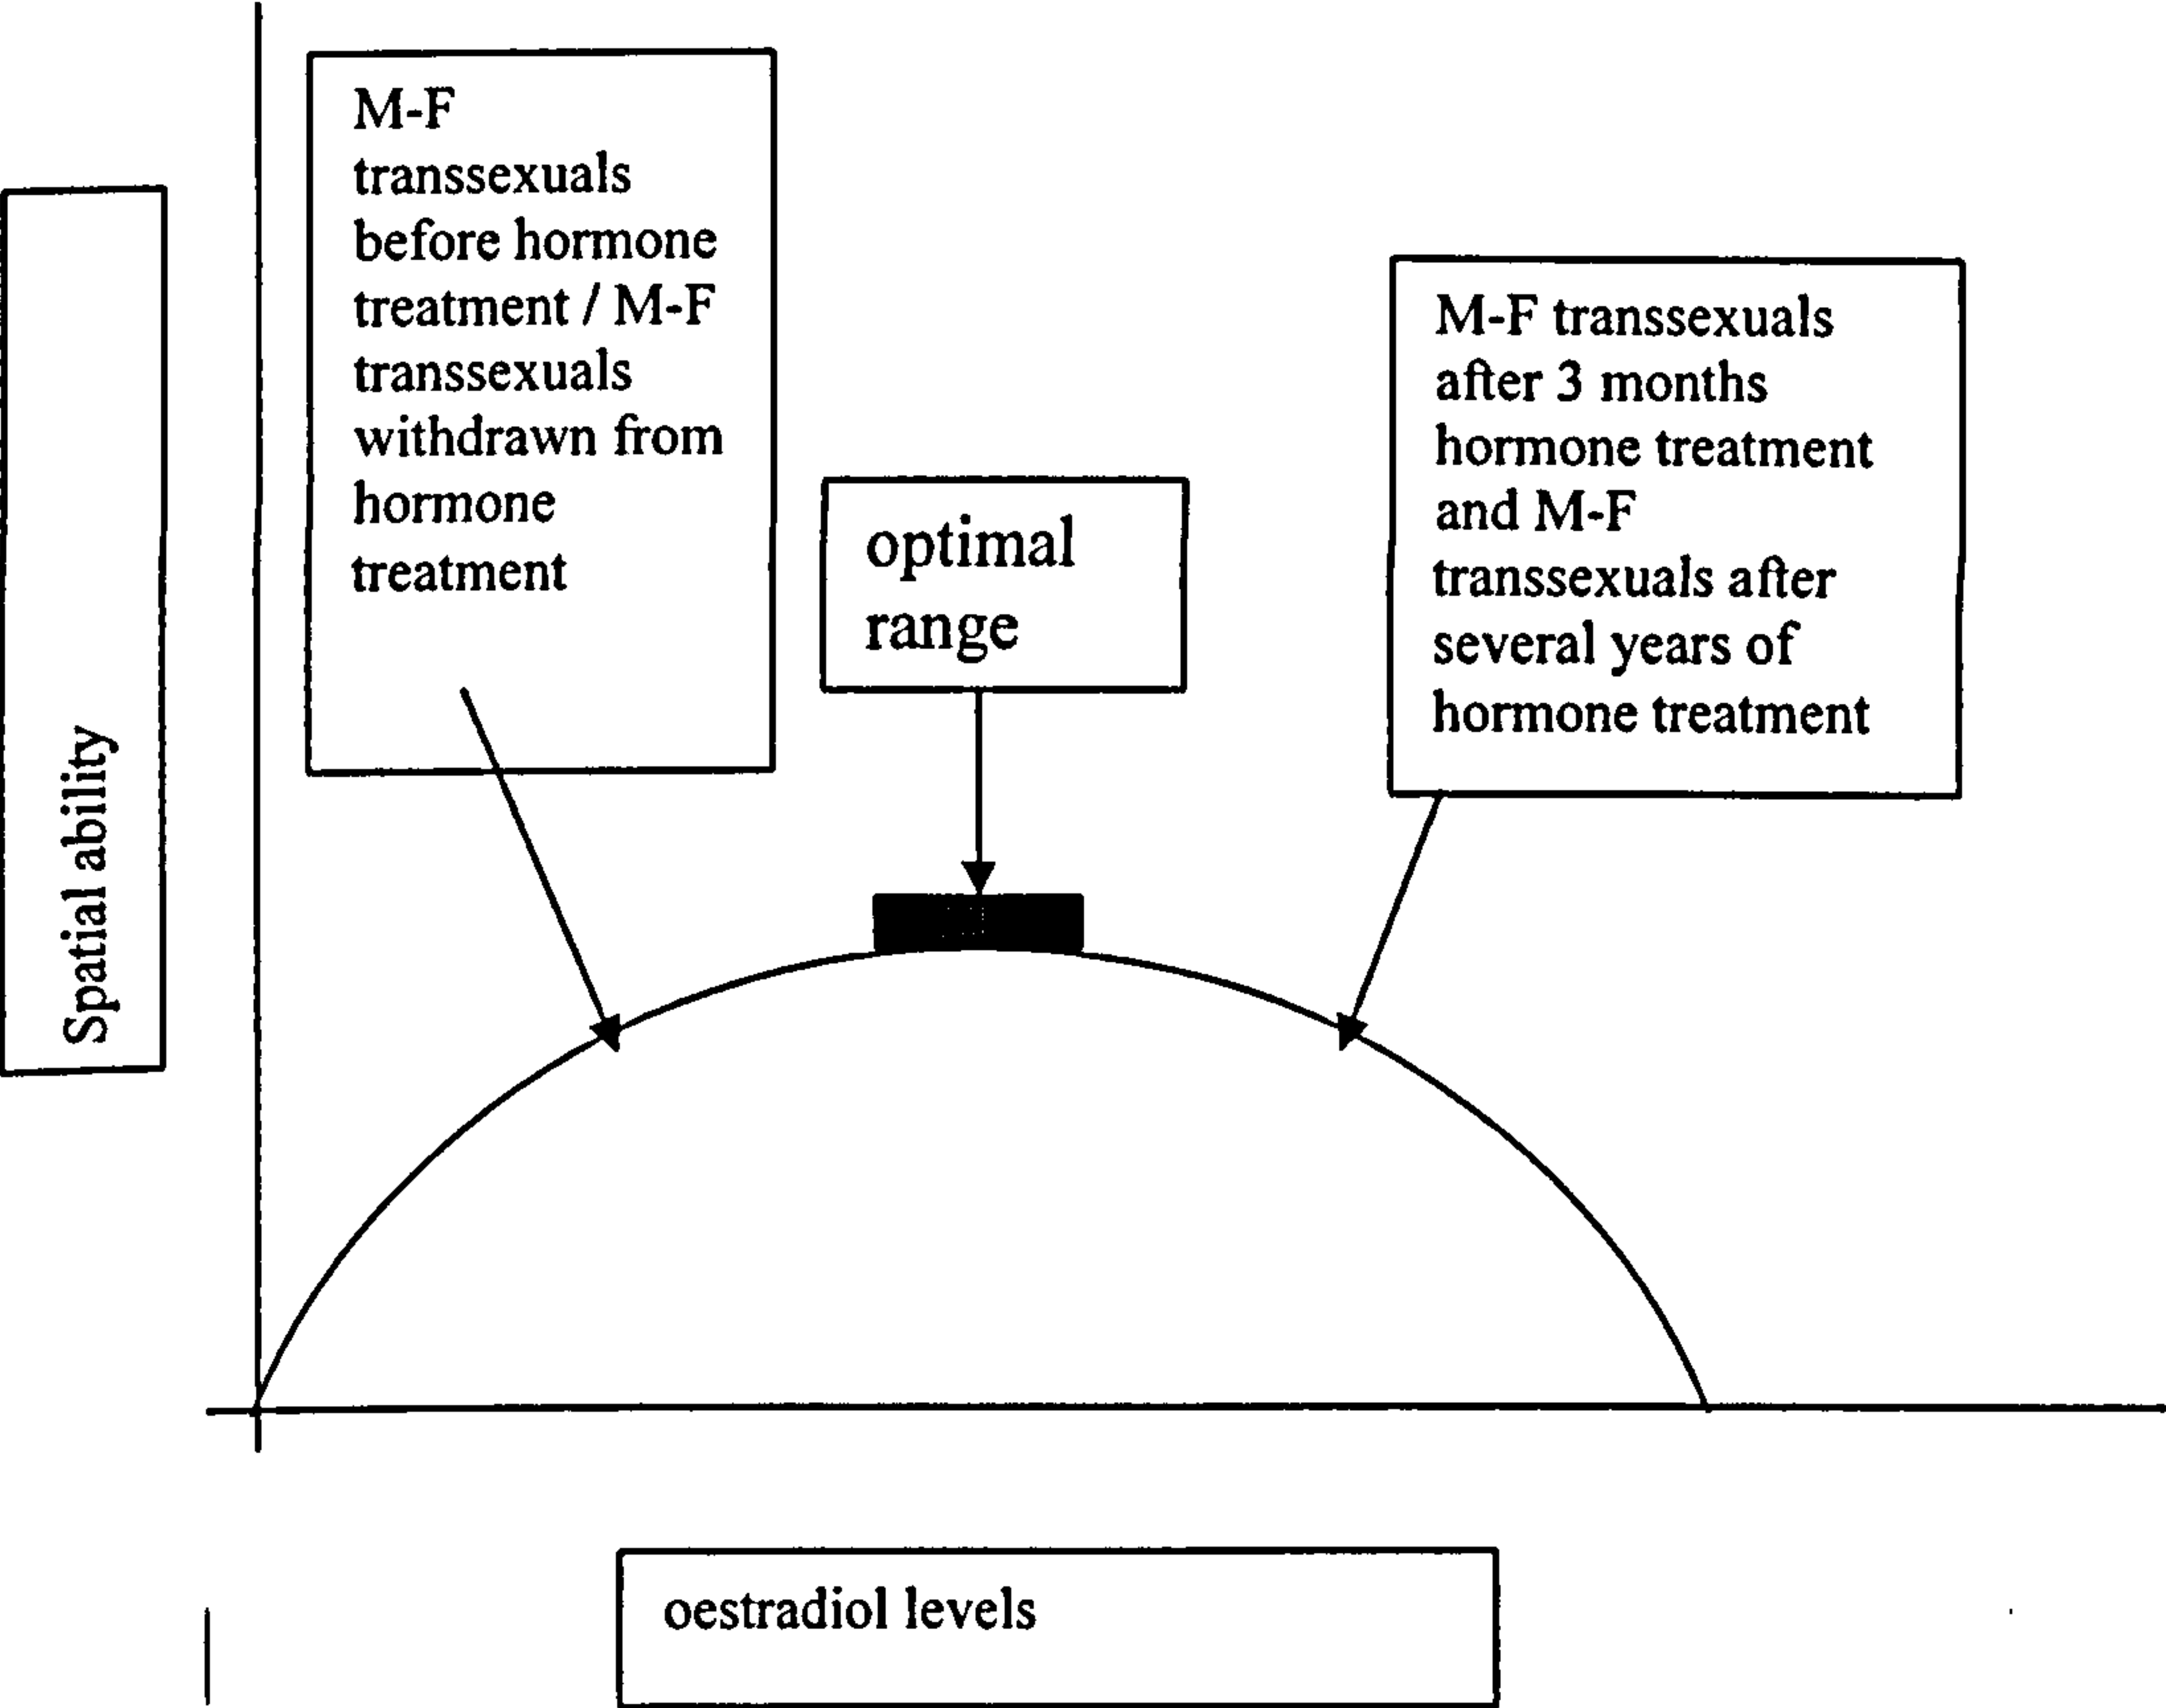 M-F
transsexuals
before hormone
treatment / M-F
transsexuals
withdrawn from
hormone
treatment
optimal
range
M-F transsexuals
after 3 months
hormone treatment
and M-F
transsexuals after
several years of
hormone treatment
Spatial ability
oestradiol levels